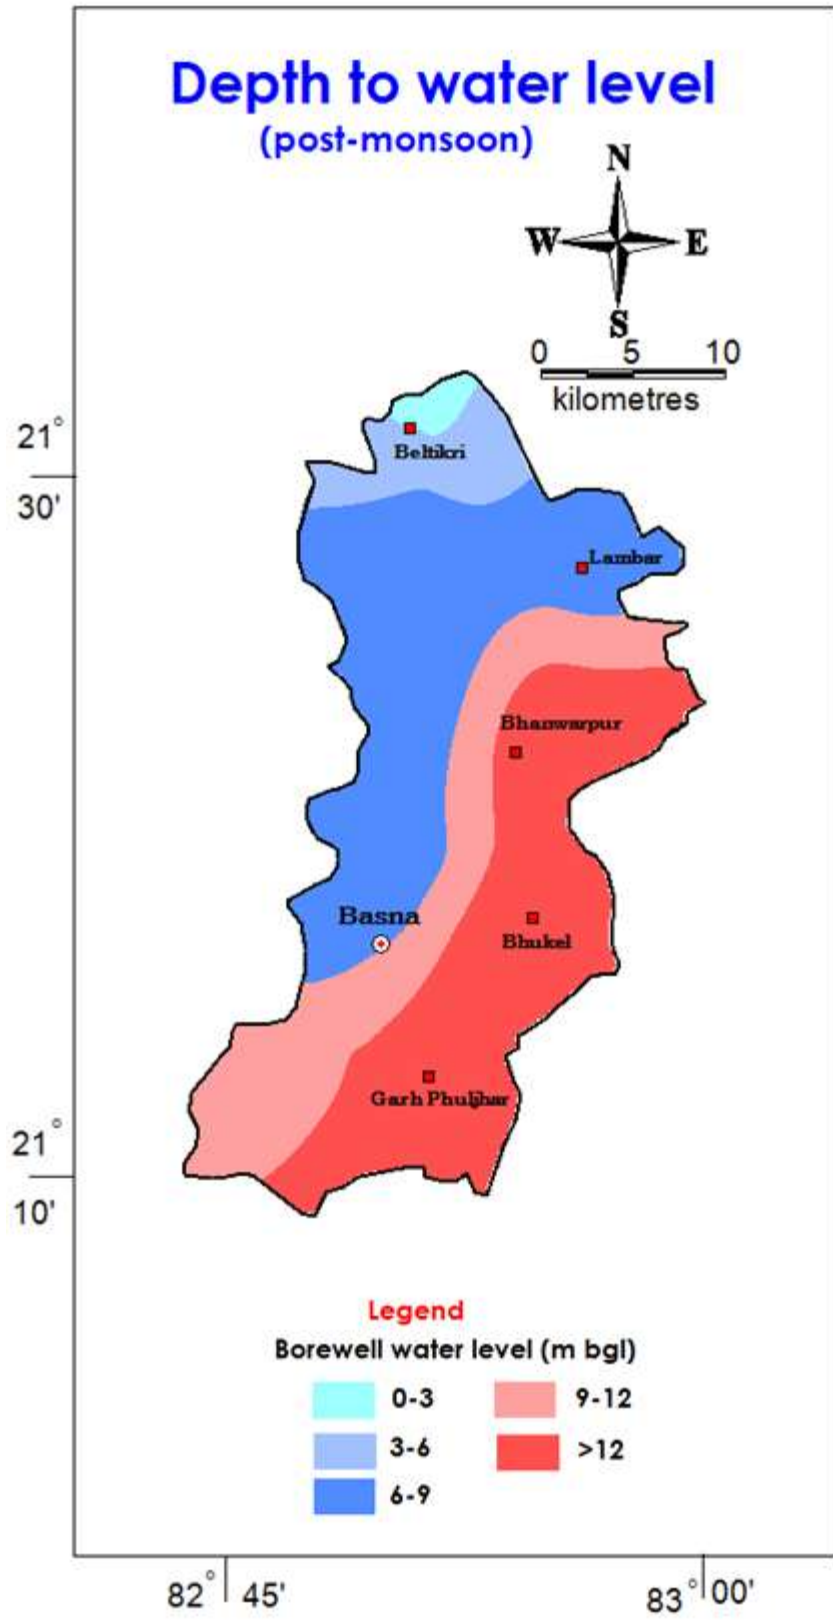 Depth to water level
(post-monsoon)
N
W E
S
0 5 10
kilometres
21°
30'
Beltikri
Lambar
Bhanwarpur
Basna
Bhukel
Garh Phuljhar
21°
10'
Legend
Borewell water level (m bgl)
0-3 9-12
3-6 >12
6-9
82° 45' 83° 00'